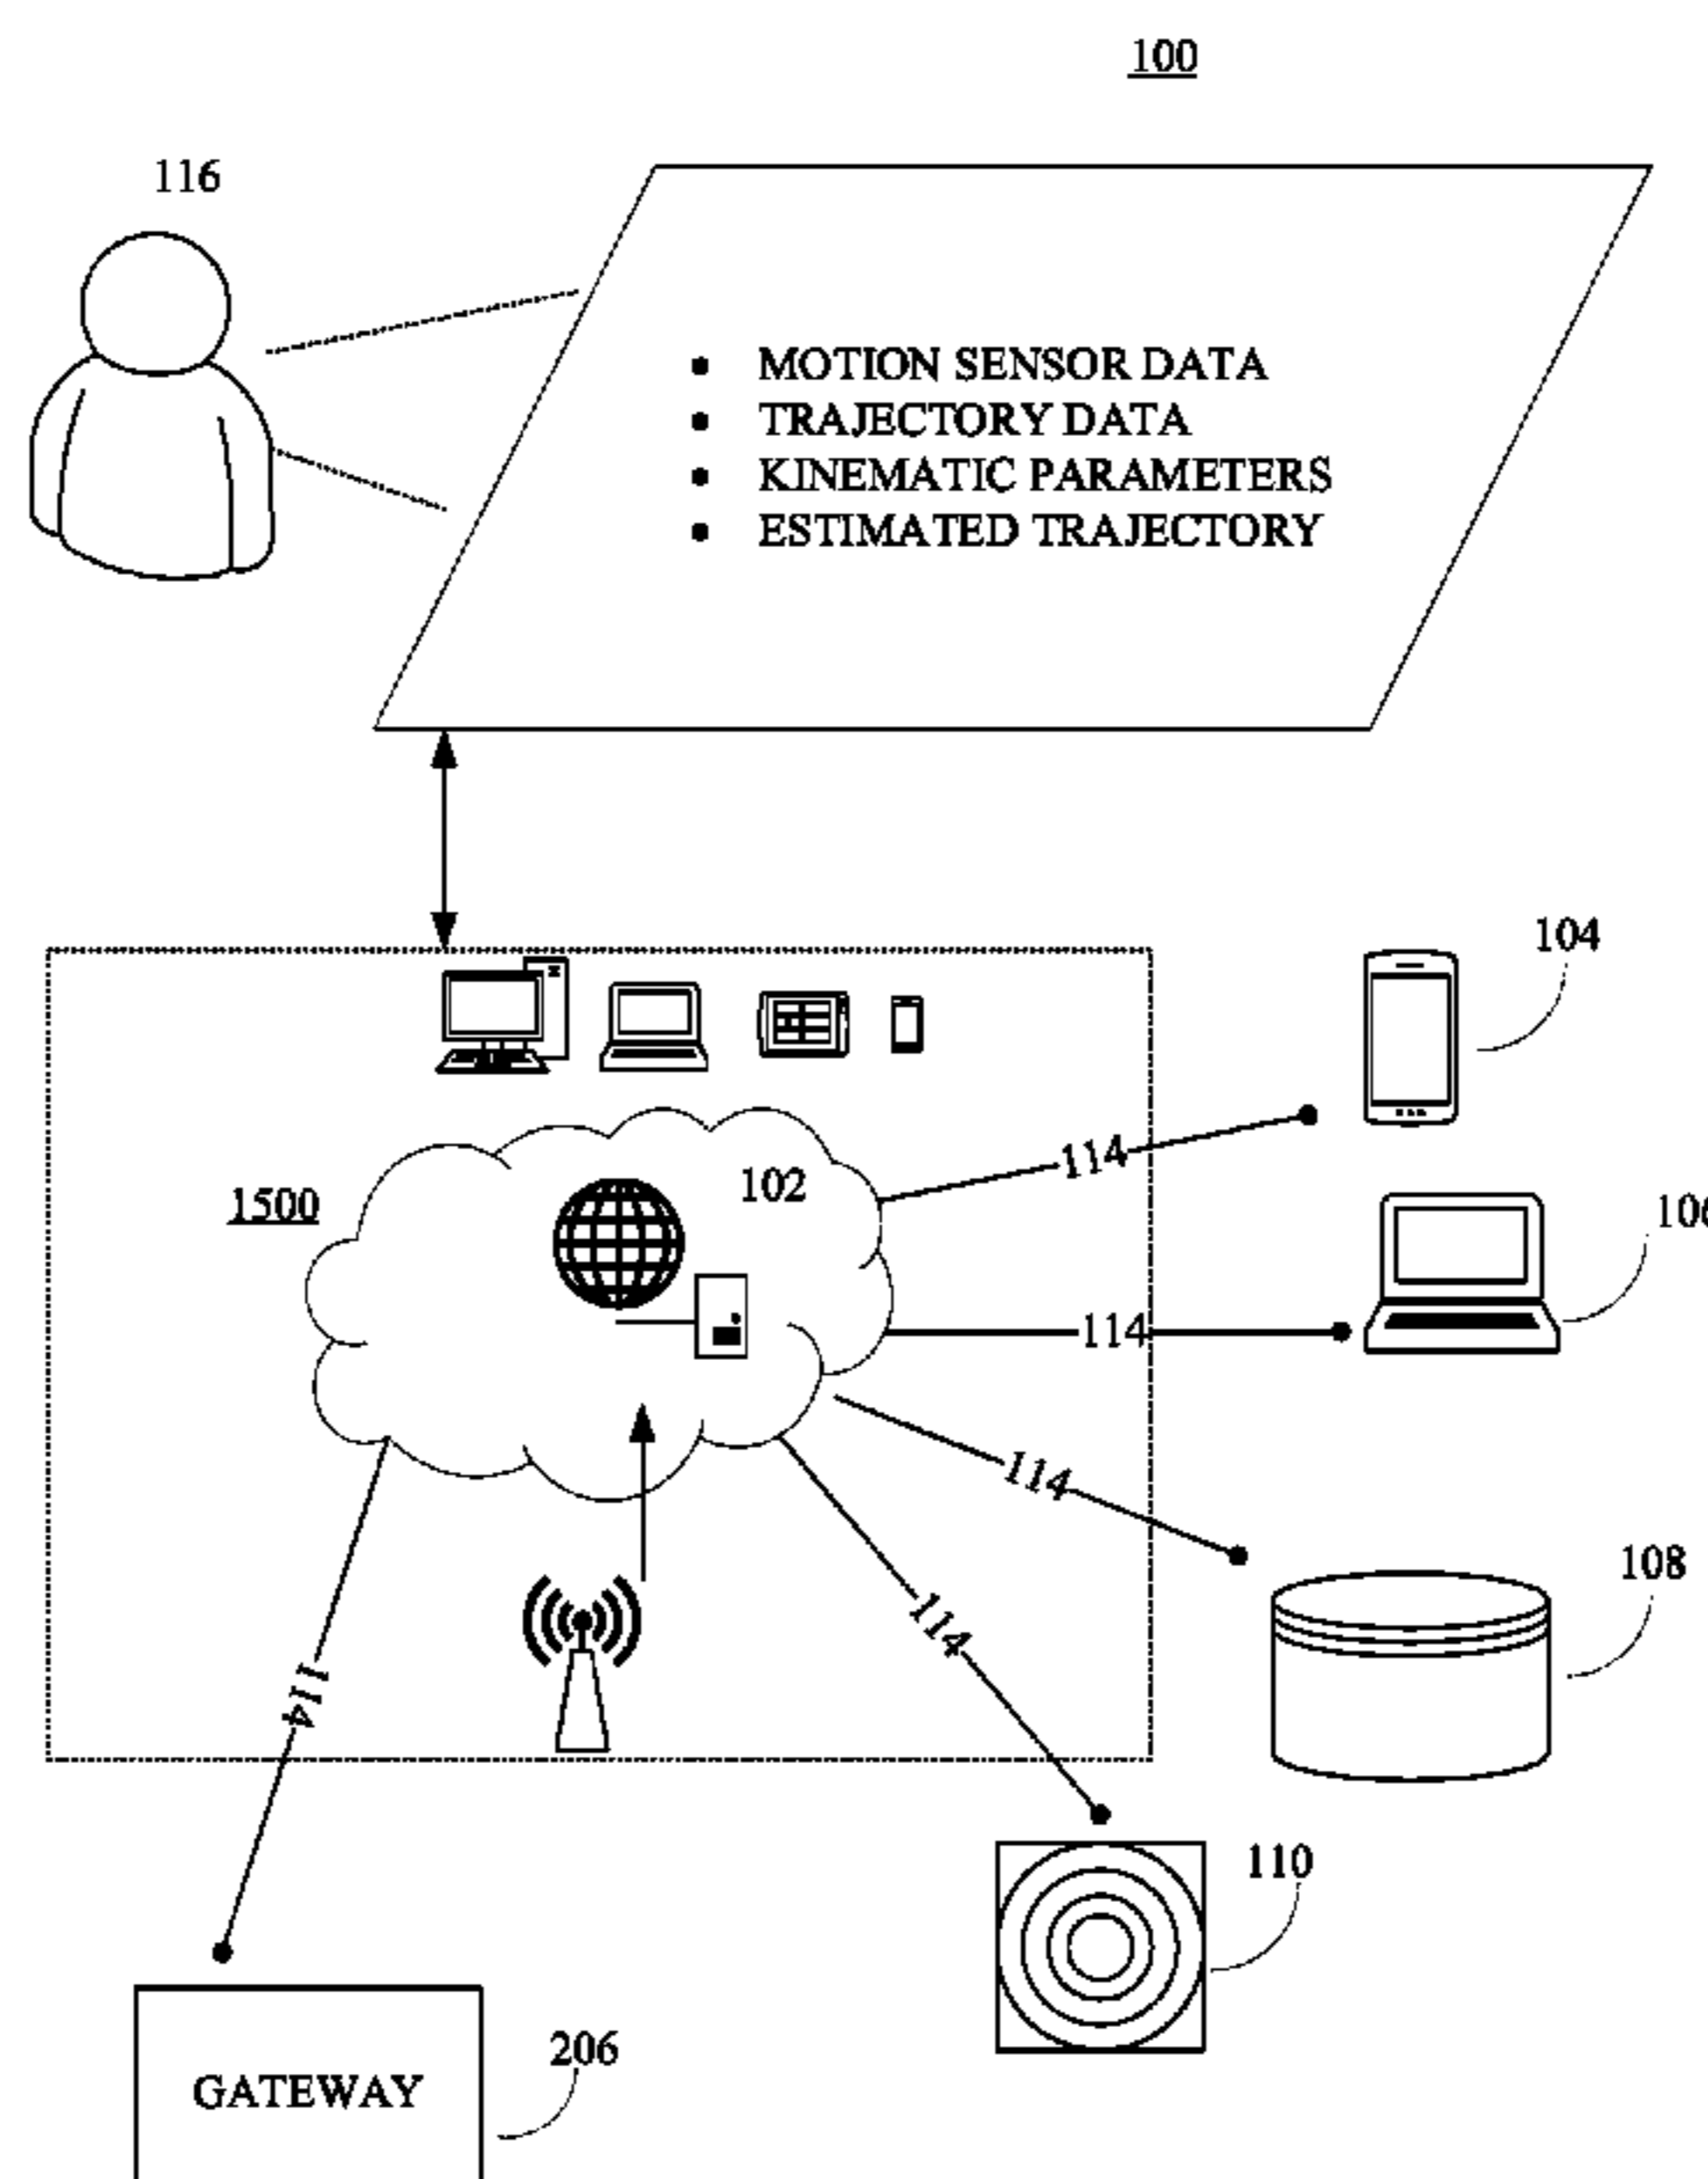 100
116
• MOTION SENSOR DATA
• TRAJECTORY DATA
• KINEMATIC PARAMETERS
• ESTIMATED TRAJECTORY
104
114
102
1500
106
114
114
108
114
114
110
206
GATEWAY